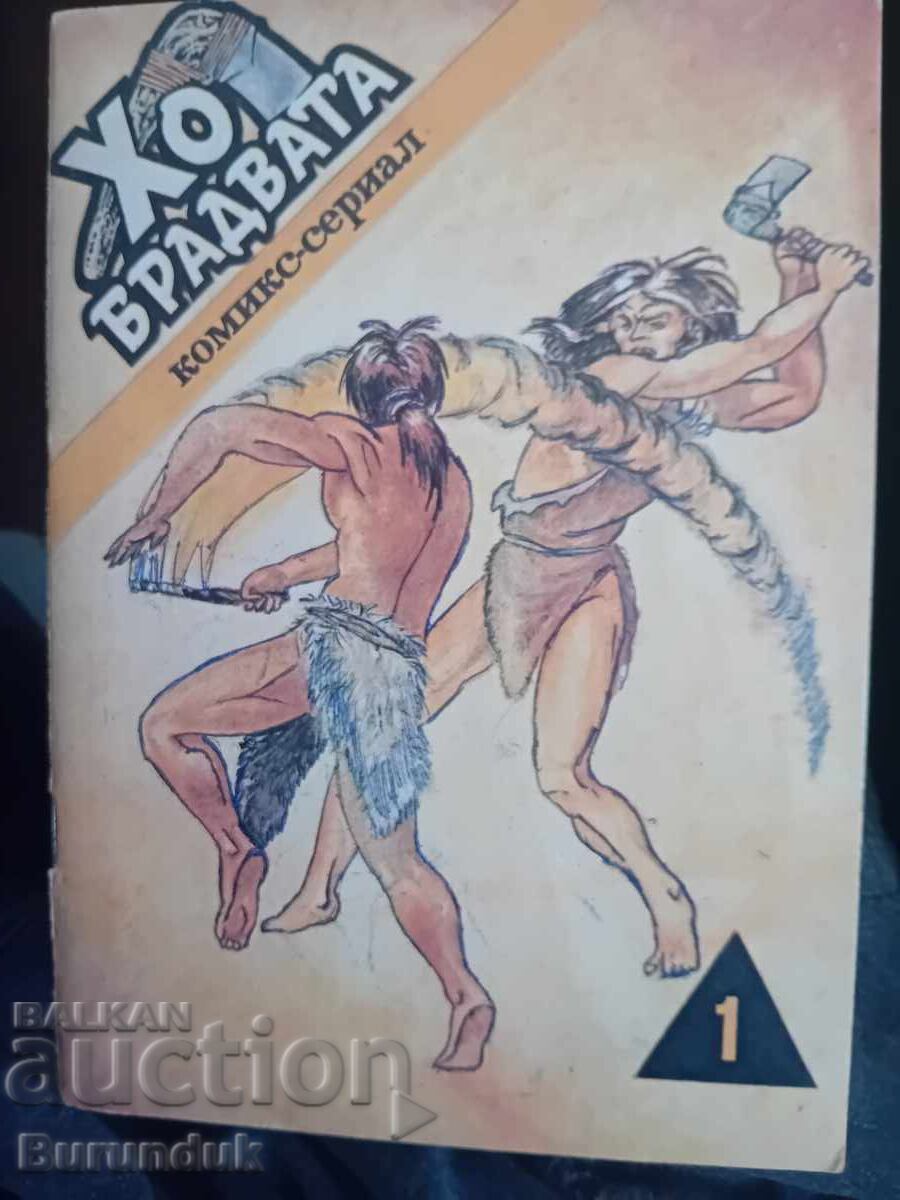 ХО
БРАДВАТА
комикс-сериал
1
BALKAN
auction
Burunduk